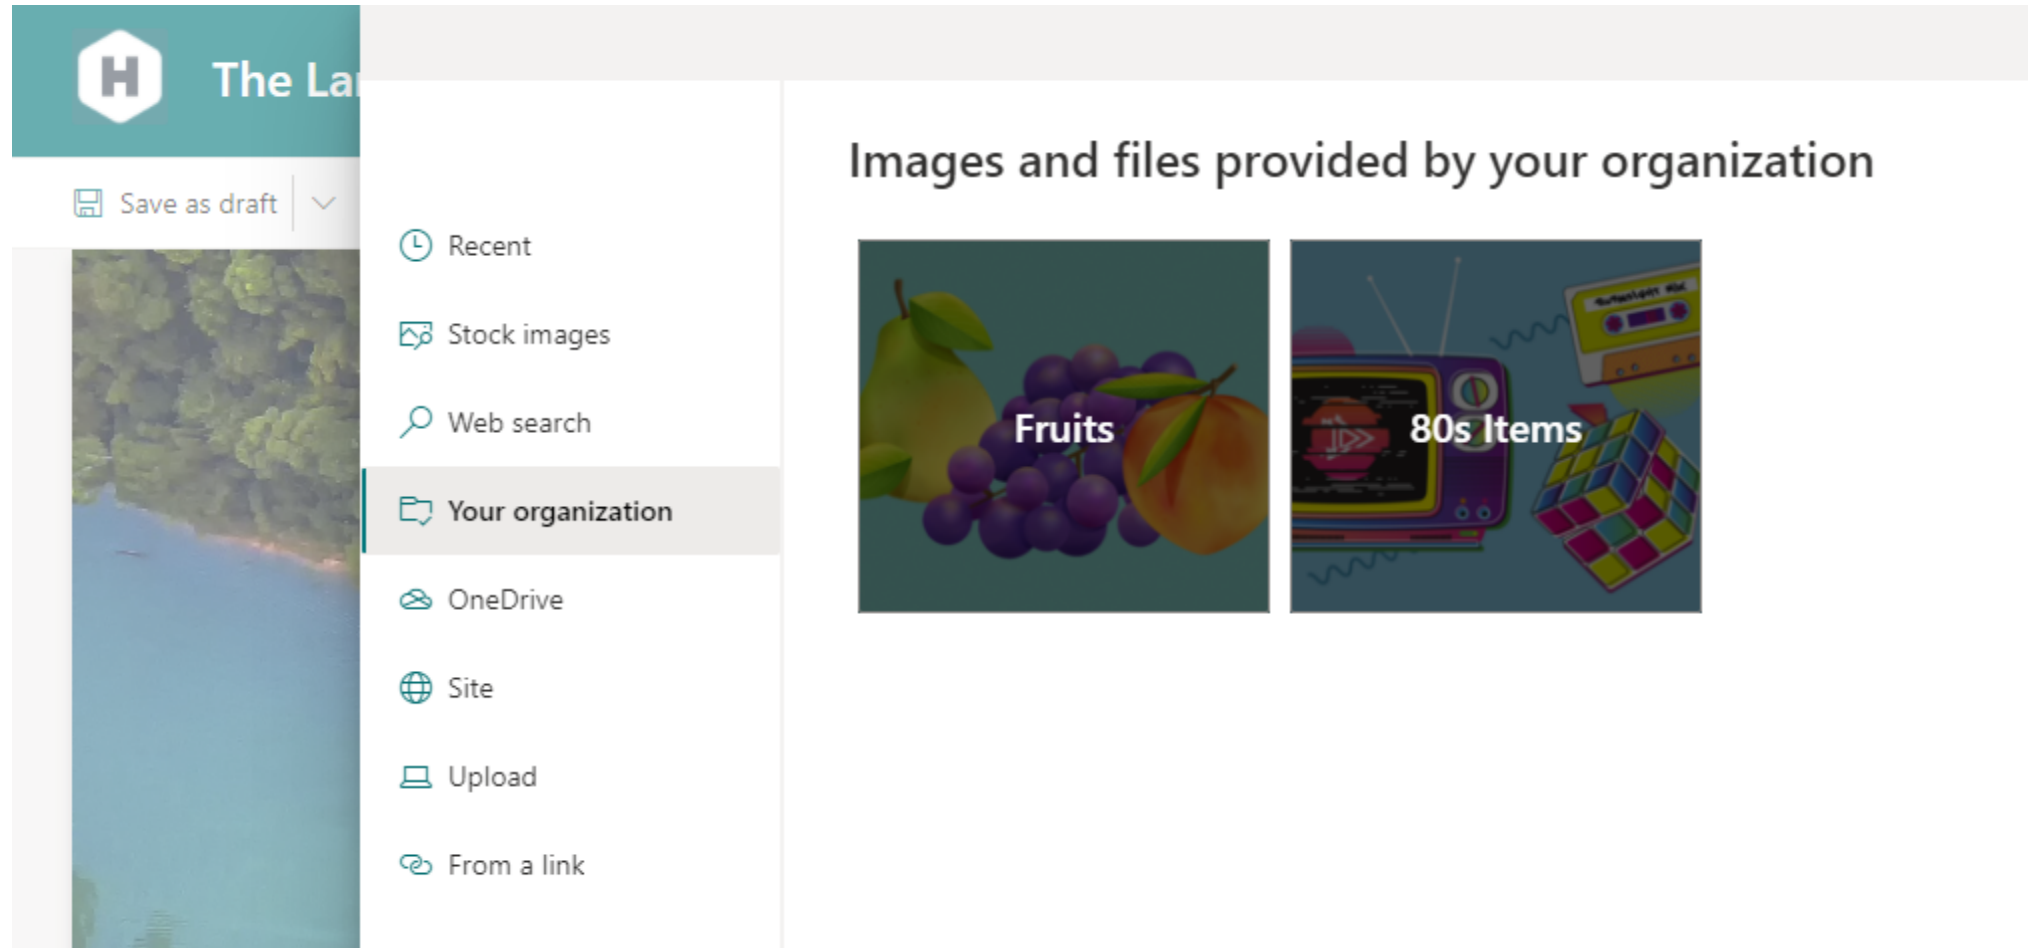 H
The La
Save as draft
Recent
Stock images
Web search
Your organization
OneDrive
Site
Upload
From a link
Images and files provided by your organization
Fruits
80s Items